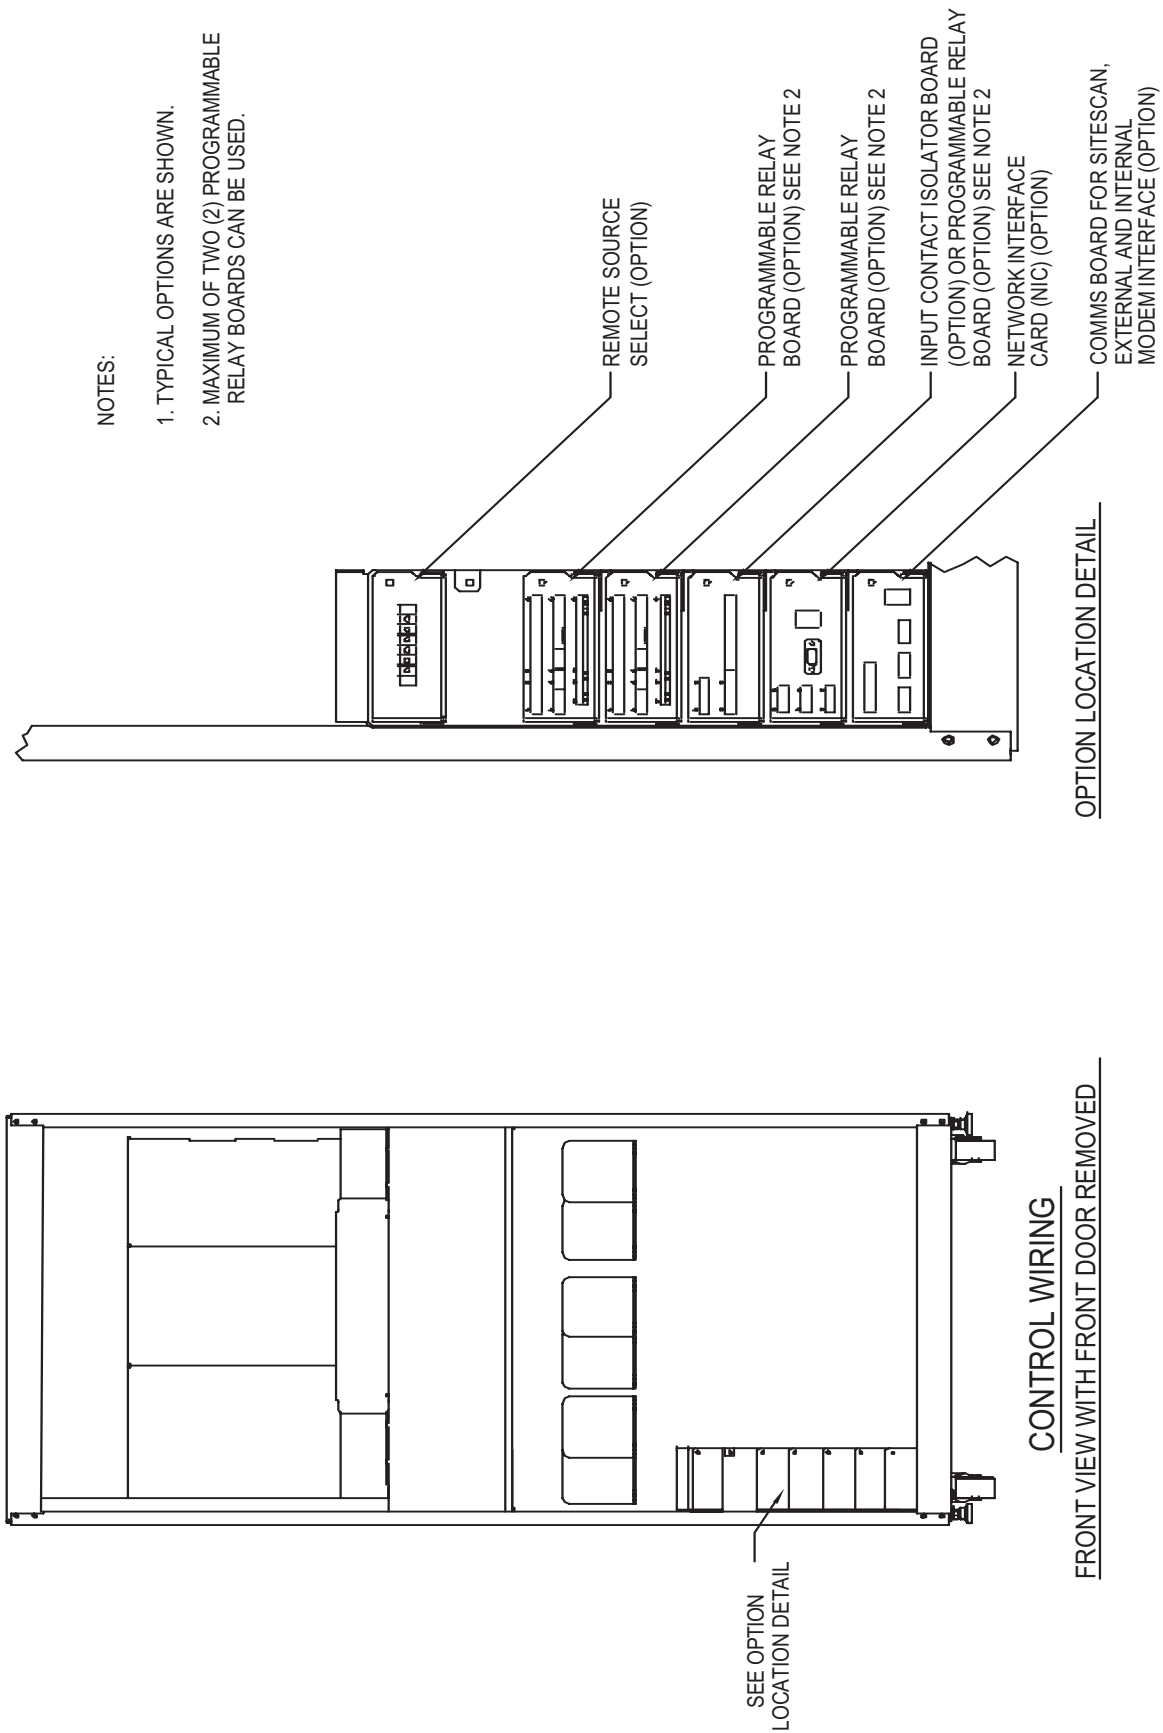 NOTES:
1. TYPICAL OPTIONS ARE SHOWN.
2. MAXIMUM OF TWO (2) PROGRAMMABLE
RELAY BOARDS CAN BE USED.
REMOTE SOURCE
SELECT (OPTION)
PROGRAMMABLE RELAY
BOARD (OPTION) SEE NOTE 2
PROGRAMMABLE RELAY
BOARD (OPTION) SEE NOTE 2
INPUT CONTACT ISOLATOR BOARD
(OPTION) OR PROGRAMMABLE RELAY
BOARD (OPTION) SEE NOTE 2
NETWORK INTERFACE
CARD (NIC) (OPTION)
COMMS BOARD FOR SITESCAN,
EXTERNAL AND INTERNAL
MODEM INTERFACE (OPTION)
OPTION LOCATION DETAIL
SEE OPTION
LOCATION DETAIL
CONTROL WIRING
FRONT VIEW WITH FRONT DOOR REMOVED